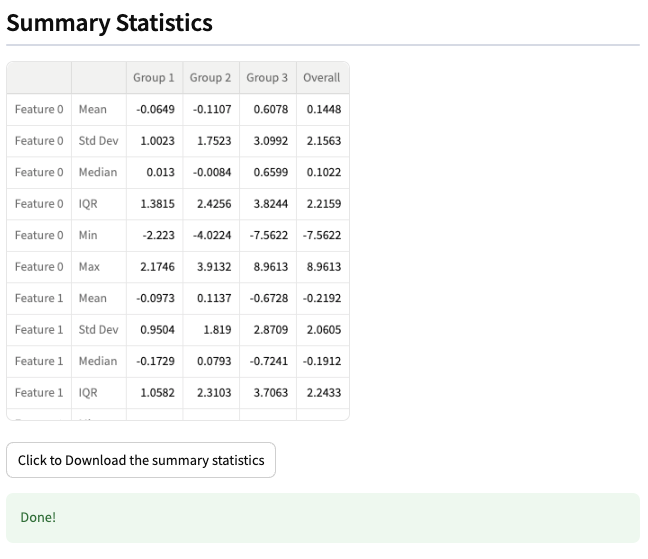 Summary Statistics
Group 1 Group 2 Group 3 Overall
Feature 0 Mean -0.0649 -0.1107 0.6078 0.1448
Feature 0 Std Dev 1.0023 1.7523 3.0992 2.1563
Feature 0 Median 0.013 -0.0084 0.6599 0.1022
Feature 0 IQR 1.3815 2.4256 3.8244 2.2159
Feature 0 Min -2.223 -4.0224 -7.5622 -7.5622
Feature 0 Max 2.1746 3.9132 8.9613 8.9613
Feature 1 Mean -0.0973 0.1137 -0.6728 -0.2192
Feature 1 Std Dev 0.9504 1.819 2.8709 2.0605
Feature 1 Median -0.1729 0.0793 -0.7241 -0.1912
Feature 1 IQR 1.0582 2.3103 3.7063 2.2433
Click to Download the summary statistics
Done!